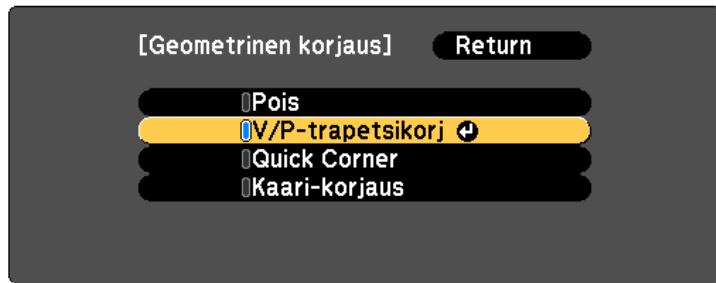 [Geometrinen korjaus] Return
Pois
V/P-trapetsikorj
Quick Corner
Kaari-korjaus